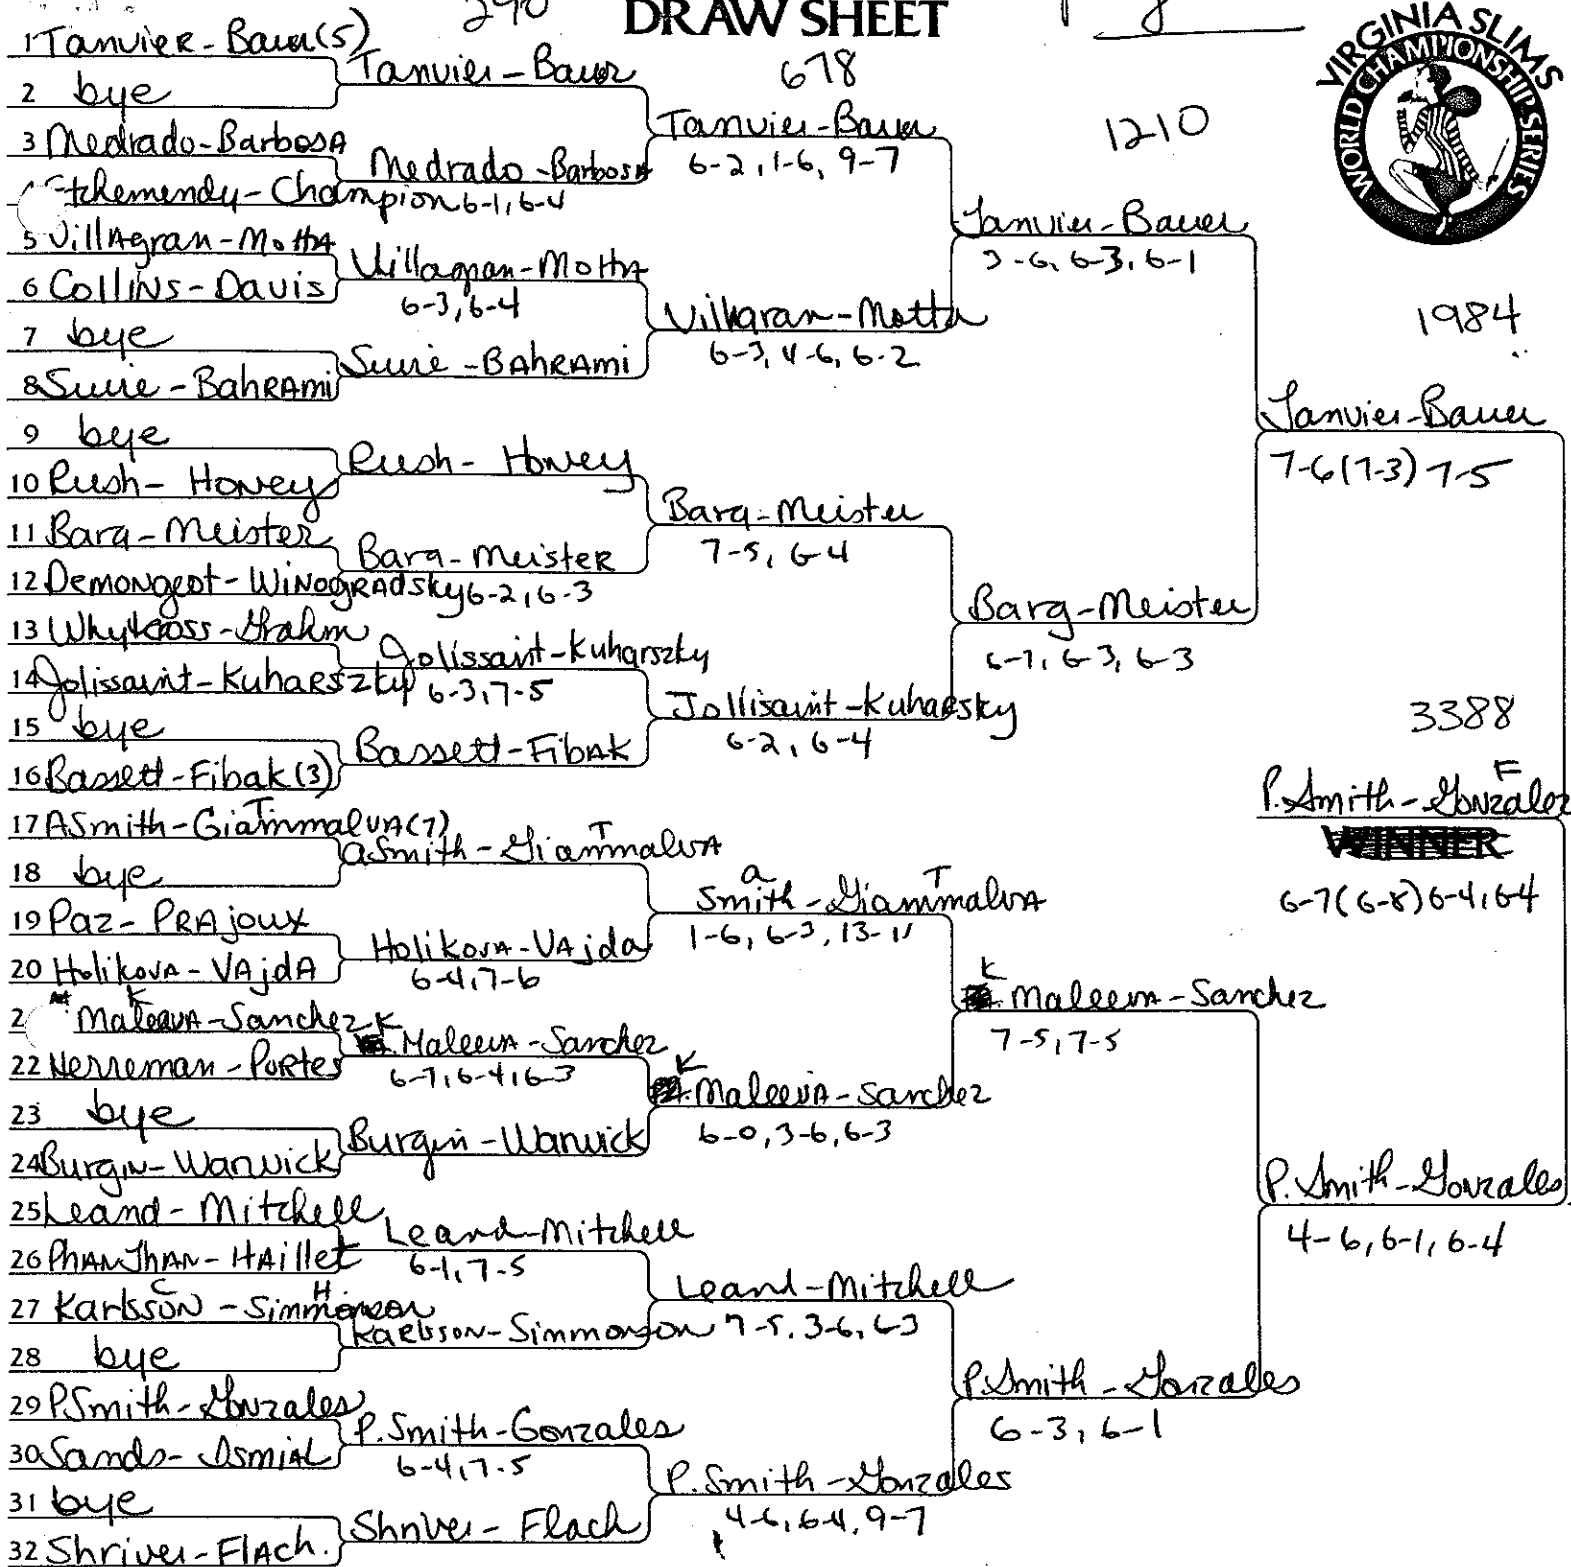 290
DRAW SHEET
8
678
1210
1984
3388
VIRGINIA SLIMS
WORLD CHAMPIONSHIP SERIES
1 Tanvier-Bauer(5)
2 bye
3 Medrado-Barbosa
Etchemendy-Champion
5 Villagran-Motta
6 Collins-Davis
7 bye
8 Suire-Bahrami
9 bye
10 Rush-Honey
11 Barg-Meister
12 Demongeot-Winogradsky
13 Whytcross-Grahm
14 Jolissaint-Kuharszky
15 bye
16 Bassett-Fibak(3)
17 ASmith-Giammalva(7)
T
18 bye
19 Paz-Prajoux
20 Holikova-Vajda
2 K Maleeva-Sanchez
22 Herreman-Portes
23 bye
24 Burgin-Warwick
25 Leand-Mitchell
26 PhanThan-Haillet
27 Karlsson-Simmonson
C H
28 bye
29 P.Smith-Gonzales
30 Sands-Ismial
31 bye
32 Shriver-Flach.
Tanvier-Bauer
Medrado-Barbosa
6-1, 6-4
Villagran-Motta
6-3, 6-4
Suire-Bahrami
Rush-Honey
Barg-Meister
6-2, 6-3
Jolissaint-Kuharszky
6-3, 7-5
Bassett-Fibak
aSmith-Giammalva
T
Holikova-Vajda
6-4, 7-6
K Maleeva-Sanchez
6-7, 6-4, 6-3
Burgin-Warwick
Leand-Mitchell
6-1, 7-5
Karlsson-Simmonson
P. Smith-Gonzales
6-4, 7-5
Shriver-Flach
Tanvier-Bauer
6-2, 1-6, 9-7
Villagran-Motta
6-3, 4-6, 6-2
Barg-Meister
7-5, 6-4
Jollisaint-Kuharsky
6-2, 6-4
a Smith-Giammalva
T
1-6, 6-3, 13-11
K Maleeva-Sanchez
6-0, 3-6, 6-3
Leand-Mitchell
7-5, 3-6, 6-3
P. Smith-Gonzales
4-6, 6-4, 9-7
Tanvier-Bauer
3-6, 6-3, 6-1
Barg-Meister
6-7, 6-3, 6-3
K Maleeva-Sanchez
7-5, 7-5
P. Smith-Gonzales
6-3, 6-1
Tanvier-Bauer
7-6 (7-3) 7-5
P. Smith-Gonzales
4-6, 6-1, 6-4
P. Smith-Gonzalez
F
WINNER
6-7 (6-8) 6-4, 6-4